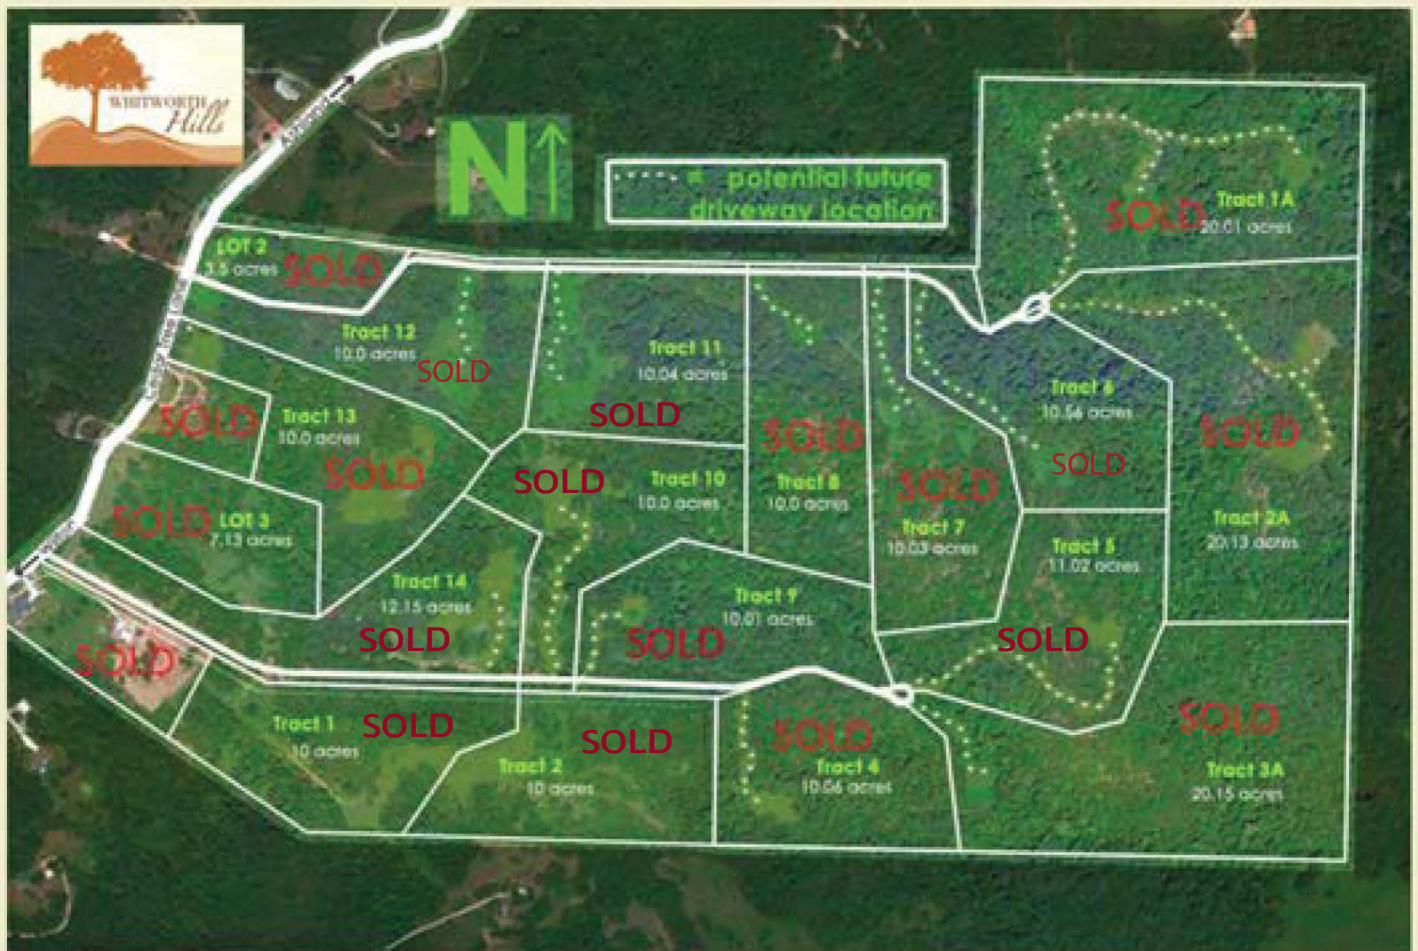 WHITWORTH
Hills
N
= potential future
driveway location
Tract 1A
SOLD
20.01 acres
LOT 2
3.5 acres
SOLD
Tract 12
10.0 acres
SOLD
Tract 11
10.04 acres
SOLD
Tract 6
10.56 acres
SOLD
SOLD
Tract 13
10.0 acres
SOLD
SOLD
Tract 8
10.0 acres
SOLD
Tract 7
10.03 acres
SOLD
Tract 2A
20.13 acres
SOLD
Tract 10
10.0 acres
SOLD
LOT 3
7.13 acres
Tract 5
11.02 acres
SOLD
Tract 14
12.15 acres
SOLD
Tract 9
10.01 acres
SOLD
SOLD
Tract 1
10 acres
SOLD
SOLD
Tract 2
10 acres
SOLD
Tract 4
10.06 acres
SOLD
Tract 3A
20.15 acres